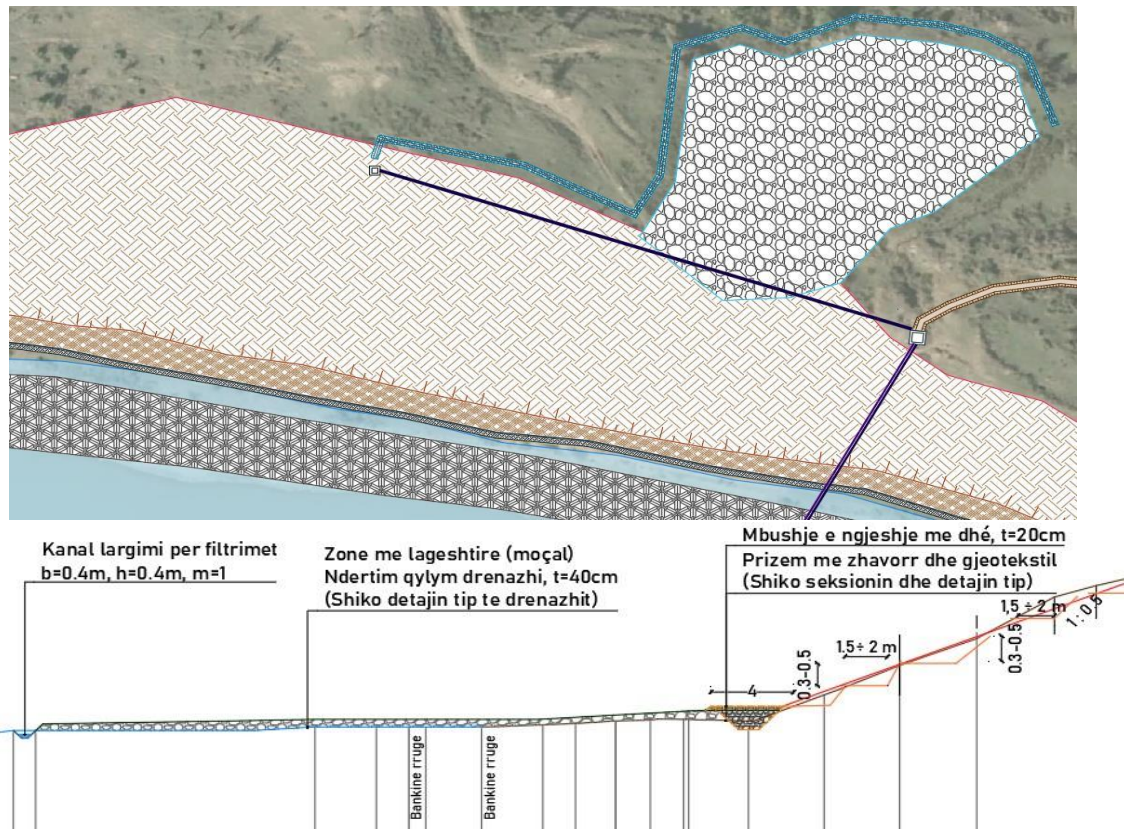 Kanal largimi per filtrimet
b=0.4m, h=0.4m, m=1
Zone me lageshtire (moçal)
Ndertim qylym drenazhi, t=40cm
(Shiko detajin tip te drenazhit)
Mbushje e ngjeshje me dhé, t=20cm
Prizem me zhavorr dhe gjeotekstil
(Shiko seksionin dhe detajin tip)
1,5 ÷ 2 m
1:0,5
1.5÷ 2 m
0.3-0.5
0.3-0.5
4
Bankine rruge
Bankine rruge